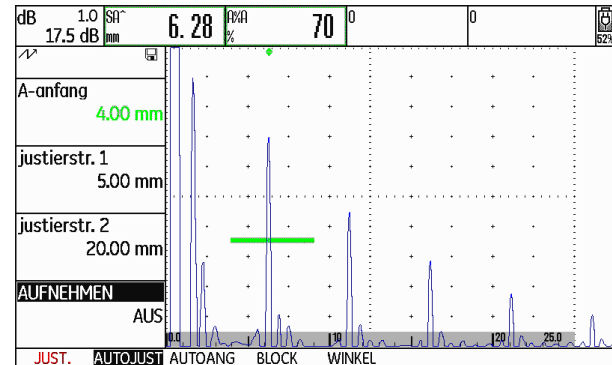 dB 1.0 SA^ 6.28 A%A 70 0 0
17.5 dB mm % 52%
A-anfang
4.00 mm
justierstr. 1
5.00 mm
justierstr. 2
20.00 mm
AUFNEHMEN
AUS
0.0 10 20 25.0
JUST. AUTOJUST AUTOANG BLOCK WINKEL